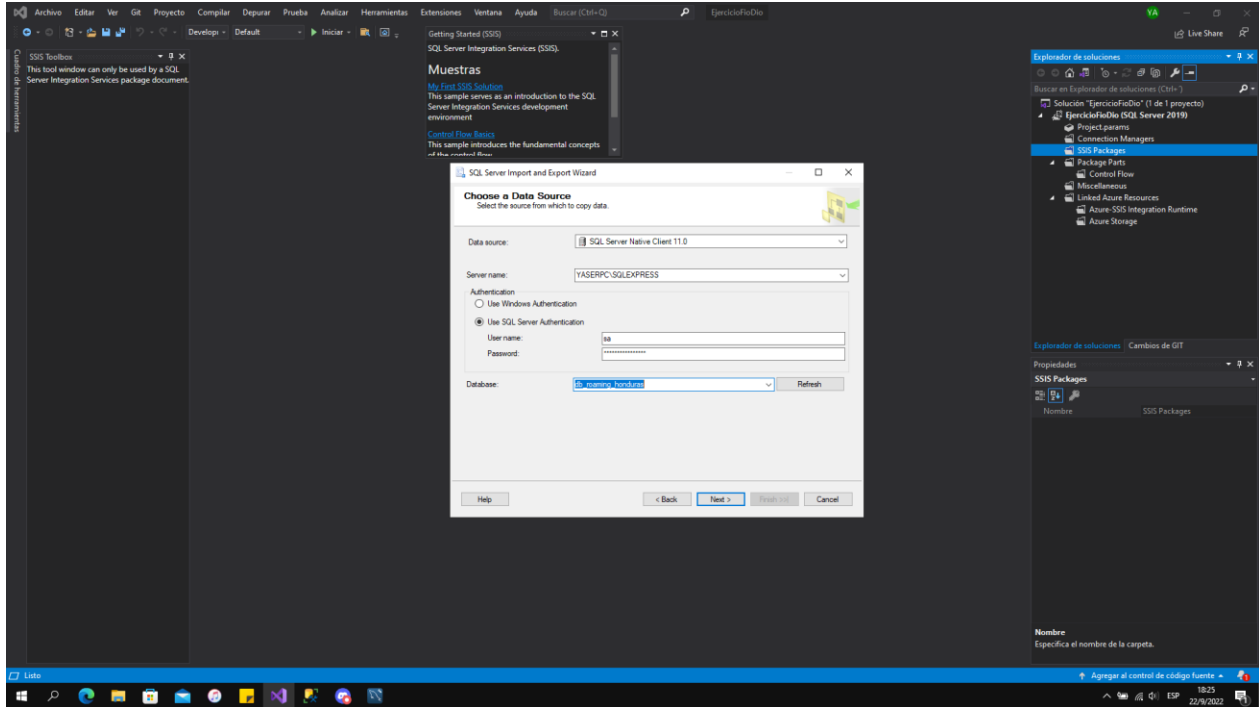 Archivo Editar Ver Git Proyecto Compilar Depurar Prueba Analizar Herramientas Extensiones Ventana Ayuda Buscar (Ctrl+Q) EjercicioFioDio YA
Developi Default Iniciar Live Share
Cuadro de herramientas
SSIS Toolbox
This tool window can only be used by a SQL
Server Integration Services package document.
Getting Started (SSIS)
SQL Server Integration Services (SSIS).
Muestras
My First SSIS Solution
This sample serves as an introduction to the SQL
Server Integration Services development
environment
Control Flow Basics
This sample introduces the fundamental concepts
of the control flow
SQL Server Import and Export Wizard
Choose a Data Source
Select the source from which to copy data.
Data source: SQL Server Native Client 11.0
Server name: YASERPC\SQLEXPRESS
Authentication
Use Windows Authentication
Use SQL Server Authentication
User name: sa
Password: ***************
Database: db_roaming_honduras Refresh
Help < Back Next > Finish >>| Cancel
Explorador de soluciones
Buscar en Explorador de soluciones (Ctrl+´)
Solución "EjercicioFioDio" (1 de 1 proyecto)
EjercicioFioDio (SQL Server 2019)
Project.params
Connection Managers
SSIS Packages
Package Parts
Control Flow
Miscellaneous
Linked Azure Resources
Azure-SSIS Integration Runtime
Azure Storage
Explorador de soluciones Cambios de GIT
Propiedades
SSIS Packages
Nombre SSIS Packages
Nombre
Especifica el nombre de la carpeta.
Listo Agregar al control de código fuente
ESP 18:25
22/9/2022